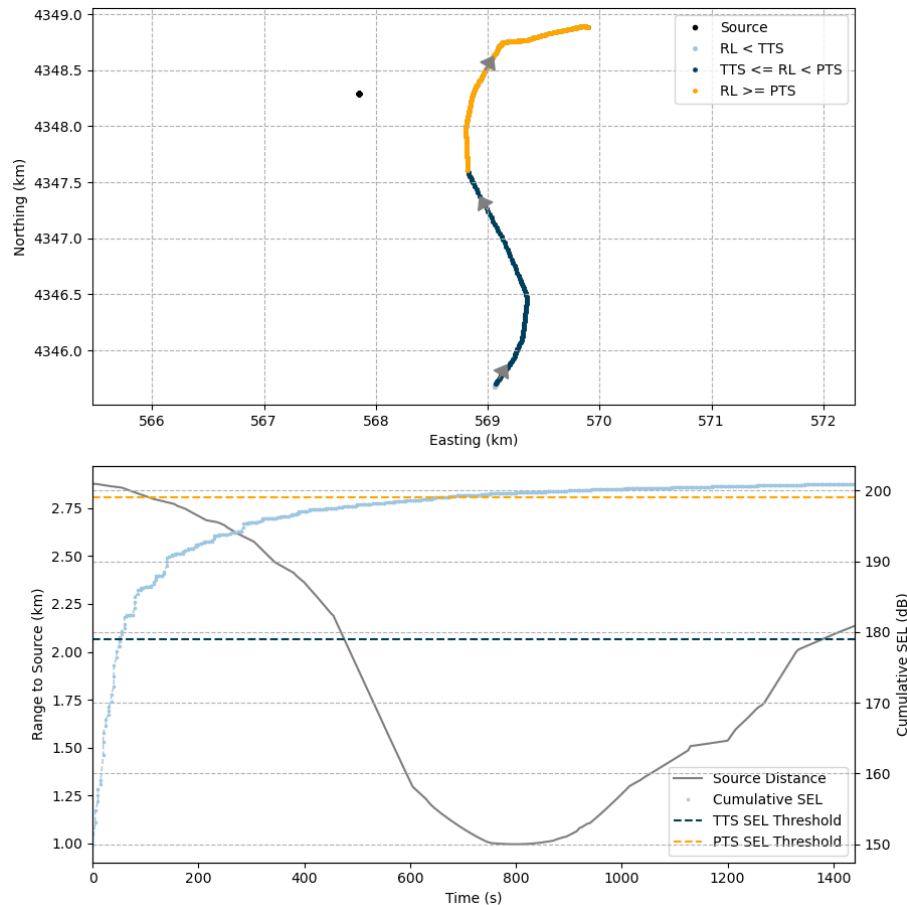 4349.0
4348.5
4348.0
4347.5
4347.0
4346.5
4346.0
Northing (km)
Source
RL < TTS
TTS <= RL < PTS
RL >= PTS
566
567
568
569
570
571
572
Easting (km)
2.75
2.50
2.25
2.00
1.75
1.50
1.25
1.00
Range to Source (km)
200
190
180
170
160
150
Cumulative SEL (dB)
Source Distance
Cumulative SEL
TTS SEL Threshold
PTS SEL Threshold
0
200
400
600
800
1000
1200
1400
Time (s)